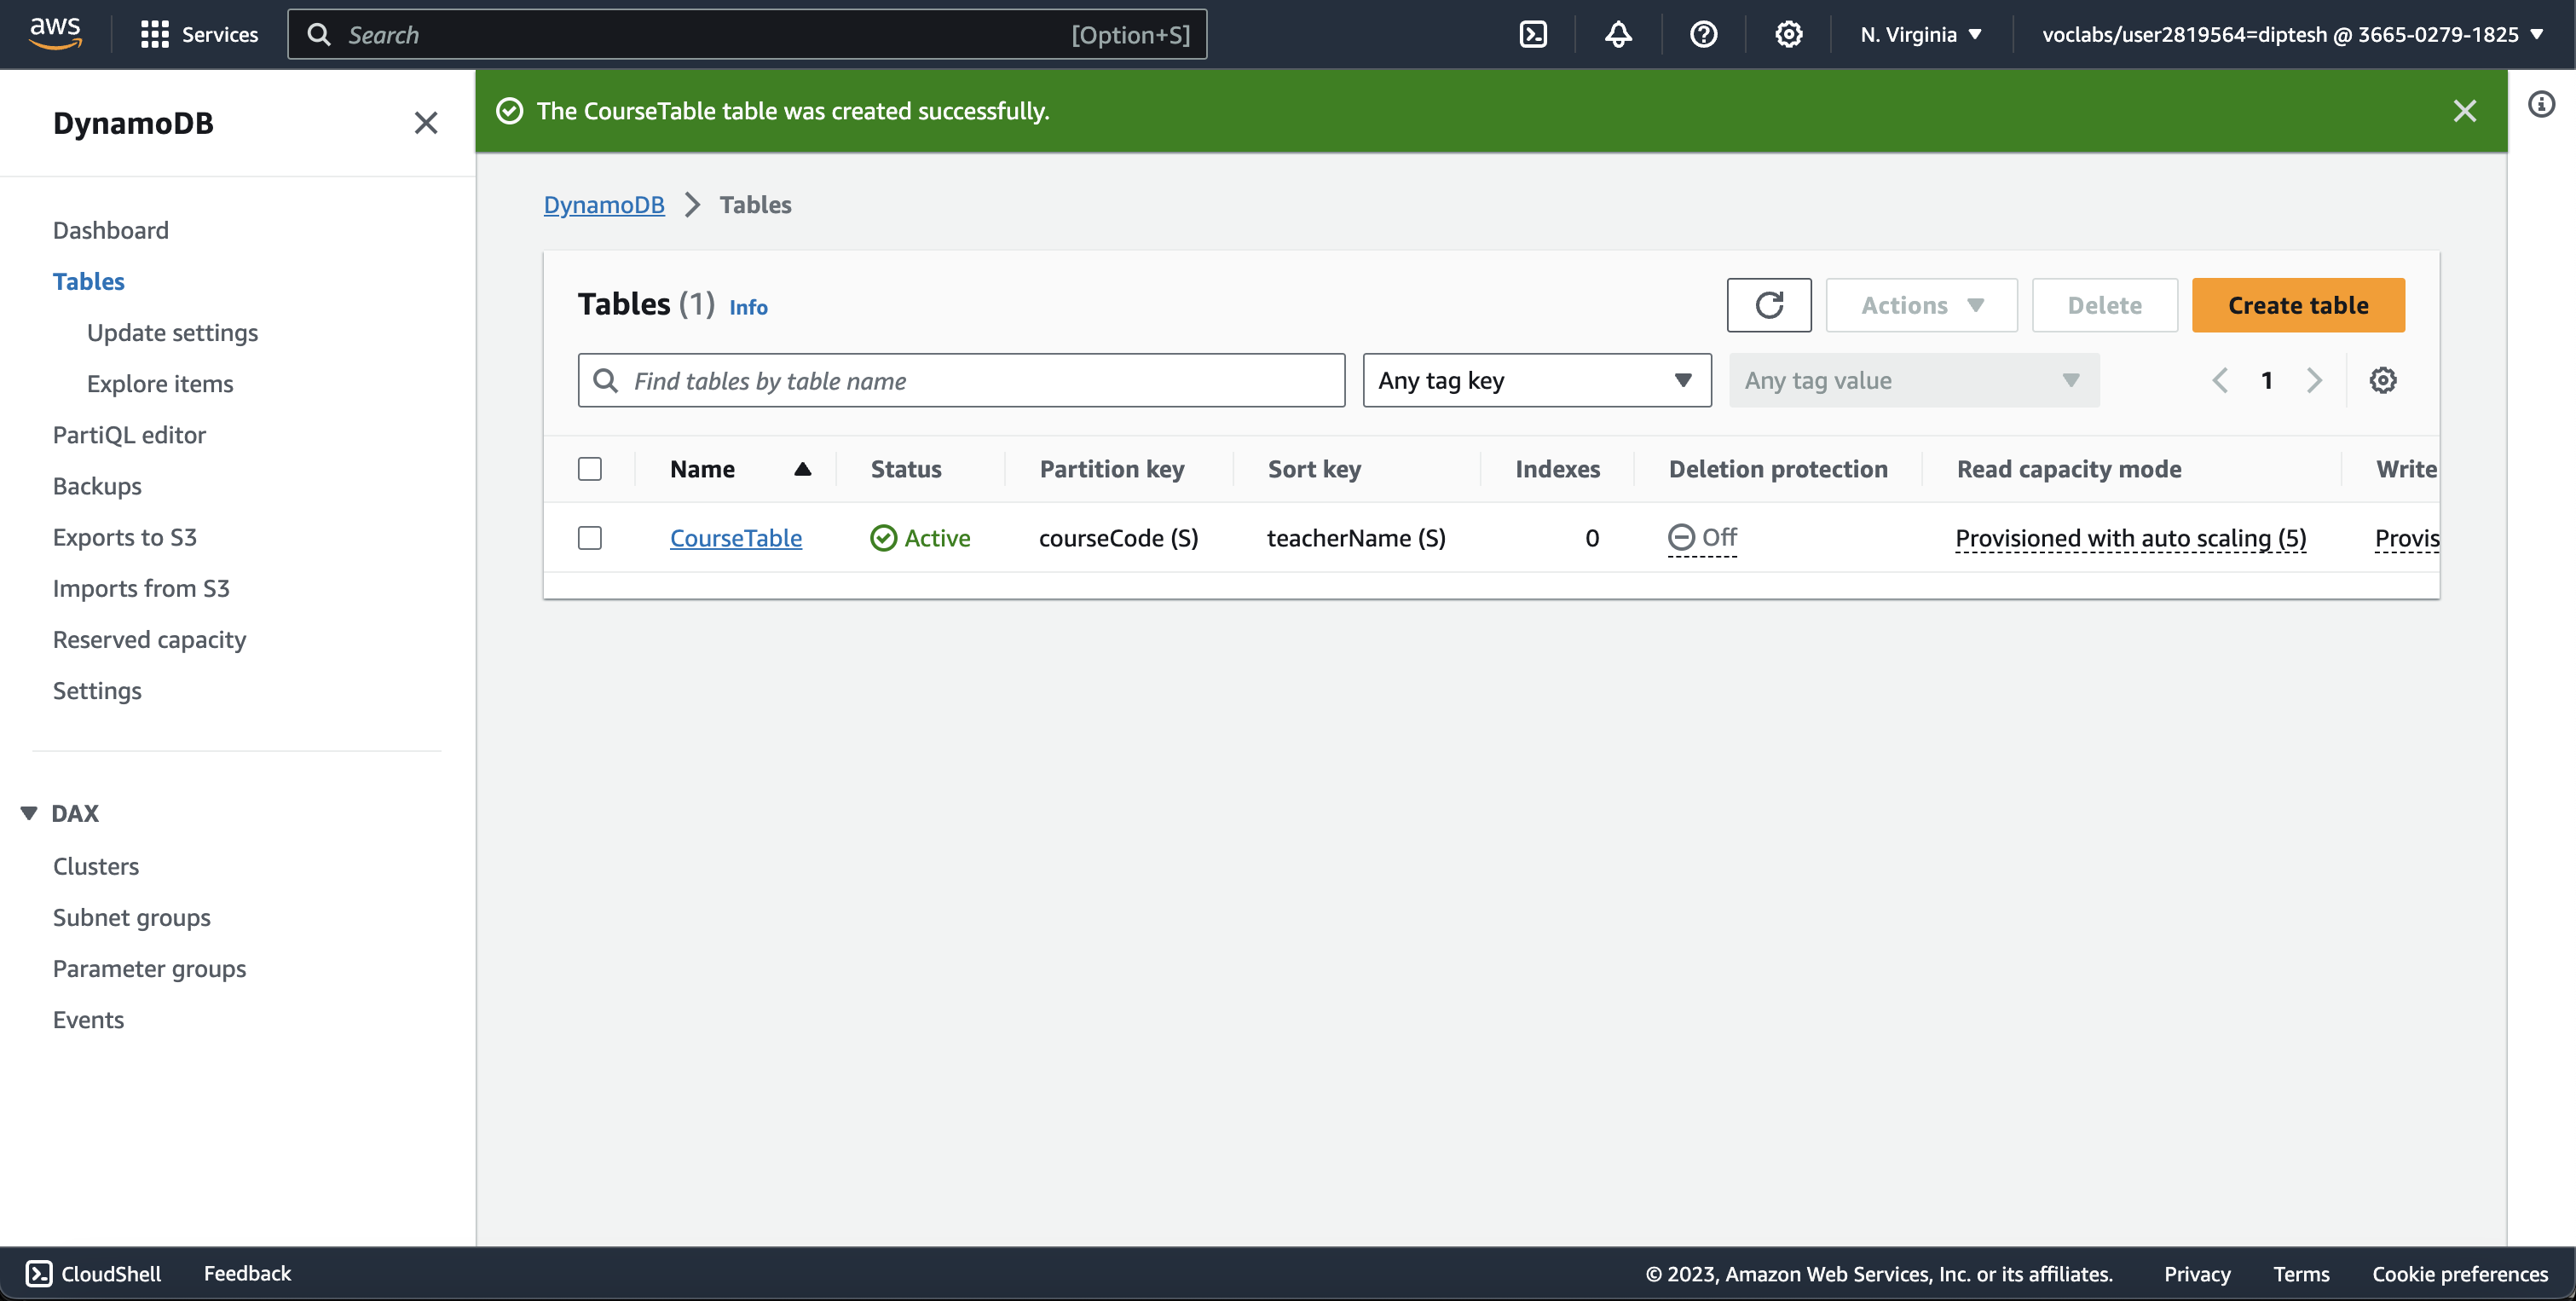 aws Services Search [Option+S] N. Virginia voclabs/user2819564=diptesh @ 3665-0279-1825
DynamoDB
Dashboard
Tables
Update settings
Explore items
PartiQL editor
Backups
Exports to S3
Imports from S3
Reserved capacity
Settings
DAX
Clusters
Subnet groups
Parameter groups
Events
The CourseTable table was created successfully.
DynamoDB Tables
Tables (1) Info Actions Delete Create table
Find tables by table name Any tag key Any tag value 1
Name Status Partition key Sort key Indexes Deletion protection Read capacity mode Write
CourseTable Active courseCode (S) teacherName (S) 0 Off Provisioned with auto scaling (5) Provis
CloudShell Feedback © 2023, Amazon Web Services, Inc. or its affiliates. Privacy Terms Cookie preferences